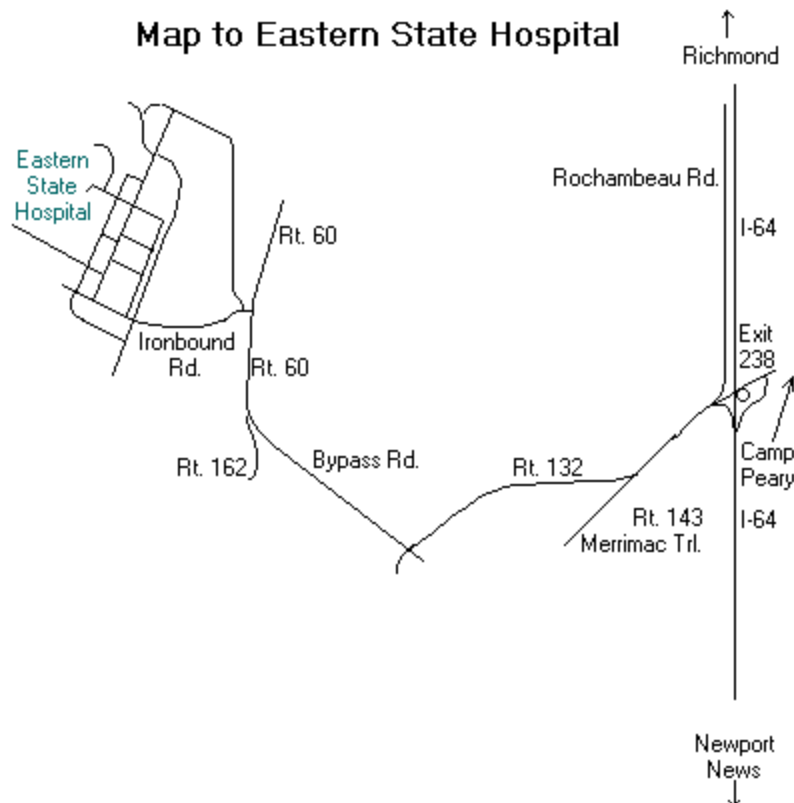 Map to Eastern State Hospital
Richmond
Eastern
State
Hospital
Rochambeau Rd.
I-64
Rt. 60
Exit
238
Ironbound
Rd.
Rt. 60
Camp
Peary
Rt. 162
Bypass Rd.
Rt. 132
Rt. 143
Merrimac Trl.
I-64
Newport
News